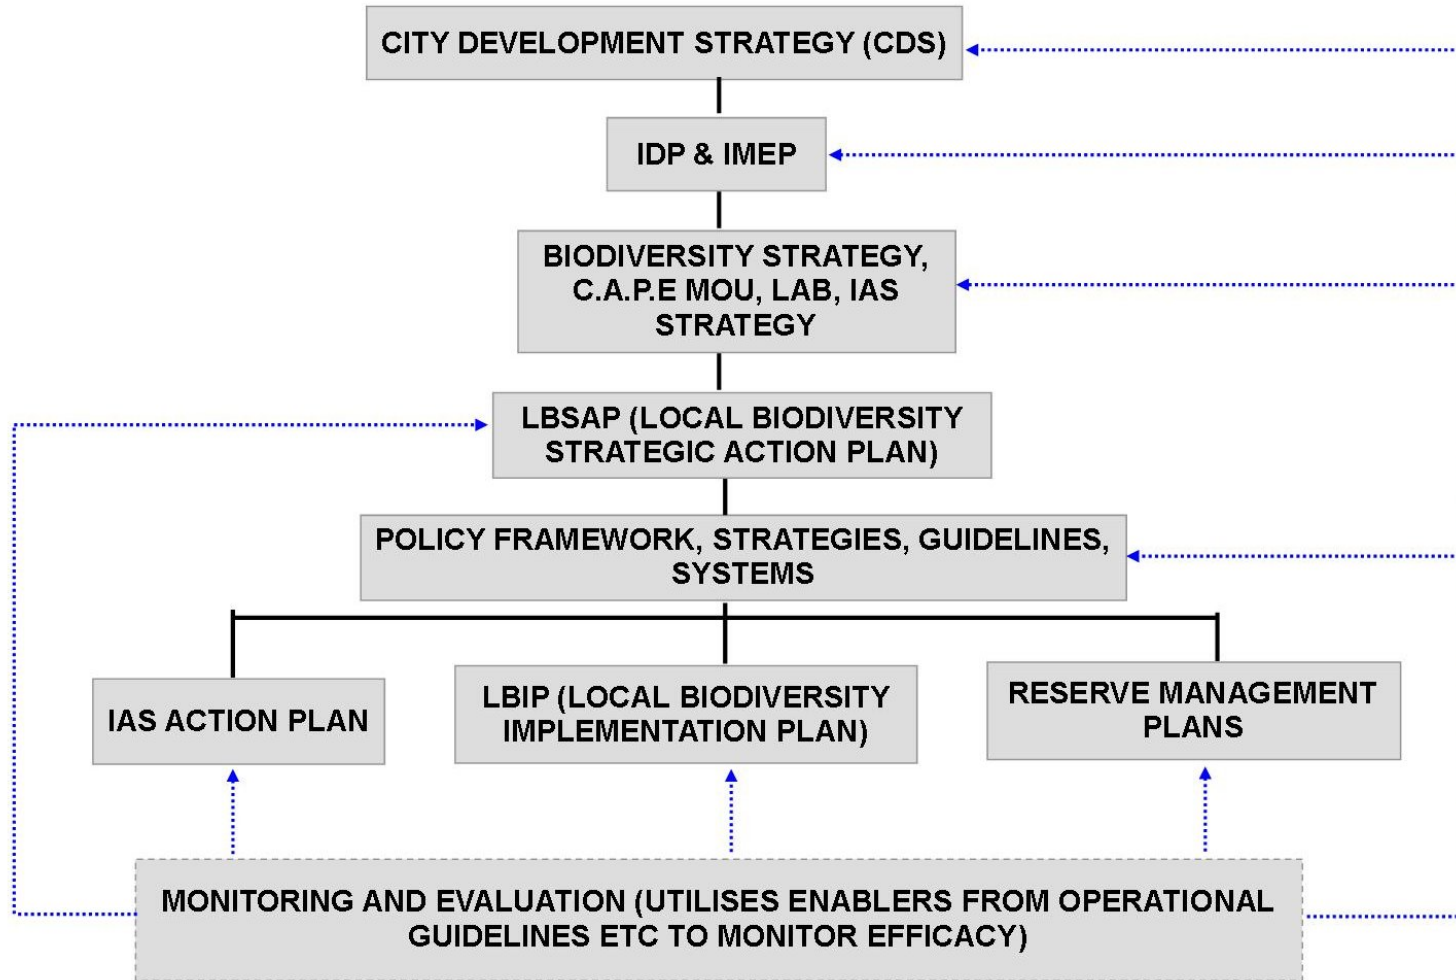 CITY DEVELOPMENT STRATEGY (CDS)
IDP & IMEP
BIODIVERSITY STRATEGY,
C.A.P.E MOU, LAB, IAS
STRATEGY
LBSAP (LOCAL BIODIVERSITY
STRATEGIC ACTION PLAN)
POLICY FRAMEWORK, STRATEGIES, GUIDELINES,
SYSTEMS
IAS ACTION PLAN
LBIP (LOCAL BIODIVERSITY
IMPLEMENTATION PLAN)
RESERVE MANAGEMENT
PLANS
MONITORING AND EVALUATION (UTILISES ENABLERS FROM OPERATIONAL
GUIDELINES ETC TO MONITOR EFFICACY)